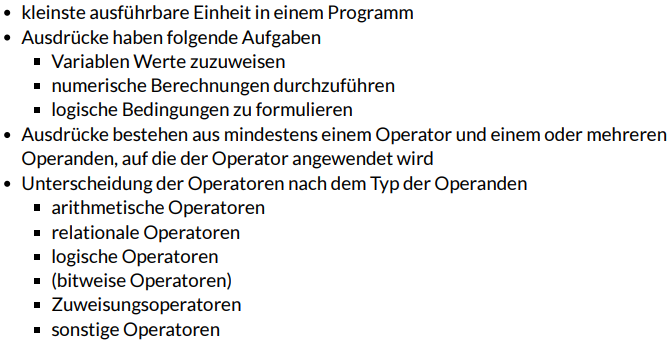 • kleinste ausführbare Einheit in einem Programm
• Ausdrücke haben folgende Aufgaben
▪ Variablen Werte zuzuweisen
▪ numerische Berechnungen durchzuführen
▪ logische Bedingungen zu formulieren
• Ausdrücke bestehen aus mindestens einem Operator und einem oder mehreren
Operanden, auf die der Operator angewendet wird
• Unterscheidung der Operatoren nach dem Typ der Operanden
▪ arithmetische Operatoren
▪ relationale Operatoren
▪ logische Operatoren
▪ (bitweise Operatoren)
▪ Zuweisungsoperatoren
▪ sonstige Operatoren